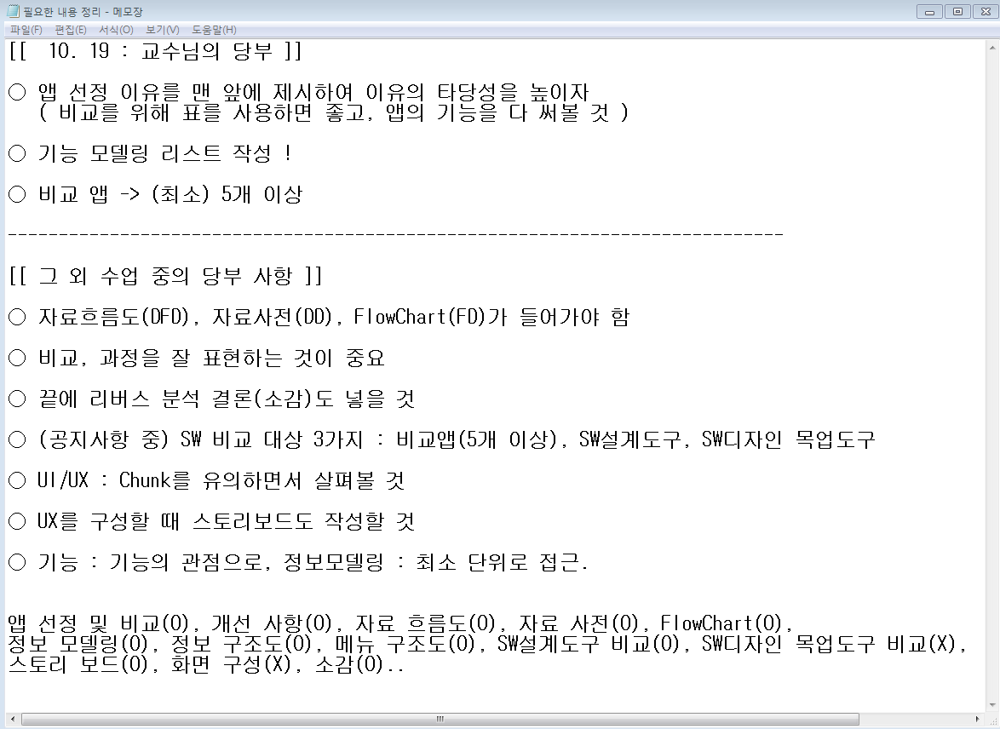 필요한 내용 정리 - 메모장
파일(F) 편집(E) 서식(O) 보기(V) 도움말(H)
[[  10. 19 : 교수님의 당부 ]]
○ 앱 선정 이유를 맨 앞에 제시하여 이유의 타당성을 높이자
( 비교를 위해 표를 사용하면 좋고, 앱의 기능을 다 써볼 것 )
○ 기능 모델링 리스트 작성 !
○ 비교 앱 -> (최소) 5개 이상
----------------------------------------------------------------------------
[[ 그 외 수업 중의 당부 사항 ]]
○ 자료흐름도(DFD), 자료사전(DD), FlowChart(FD)가 들어가야 함
○ 비교, 과정을 잘 표현하는 것이 중요
○ 끝에 리버스 분석 결론(소감)도 넣을 것
○ (공지사항 중) SW 비교 대상 3가지 : 비교앱(5개 이상), SW설계도구, SW디자인 목업도구
○ UI/UX : Chunk를 유의하면서 살펴볼 것
○ UX를 구성할 때 스토리보드도 작성할 것
○ 기능 : 기능의 관점으로, 정보모델링 : 최소 단위로 접근.
앱 선정 및 비교(O), 개선 사항(O), 자료 흐름도(O), 자료 사전(O), FlowChart(O),
정보 모델링(O), 정보 구조도(O), 메뉴 구조도(O), SW설계도구 비교(O), SW디자인 목업도구 비교(X),
스토리 보드(O), 화면 구성(X), 소감(O)..